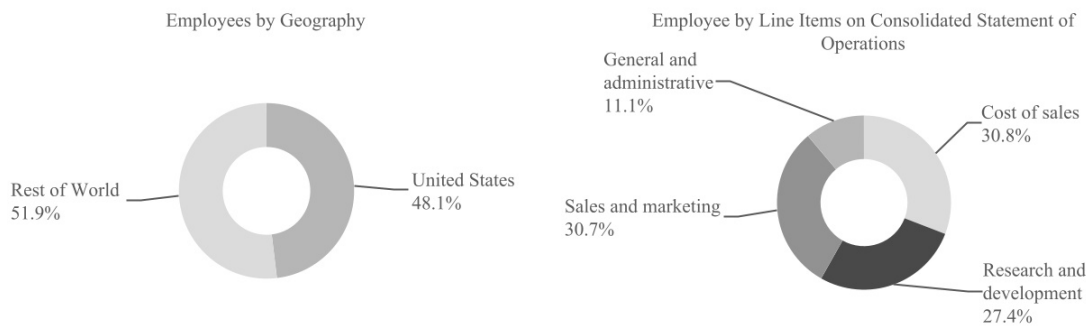 Employees by Geography
Rest of World
51.9%
United States
48.1%
Employee by Line Items on Consolidated Statement of
Operations
General and
administrative
11.1%
Cost of sales
30.8%
Sales and marketing
30.7%
Research and
development
27.4%